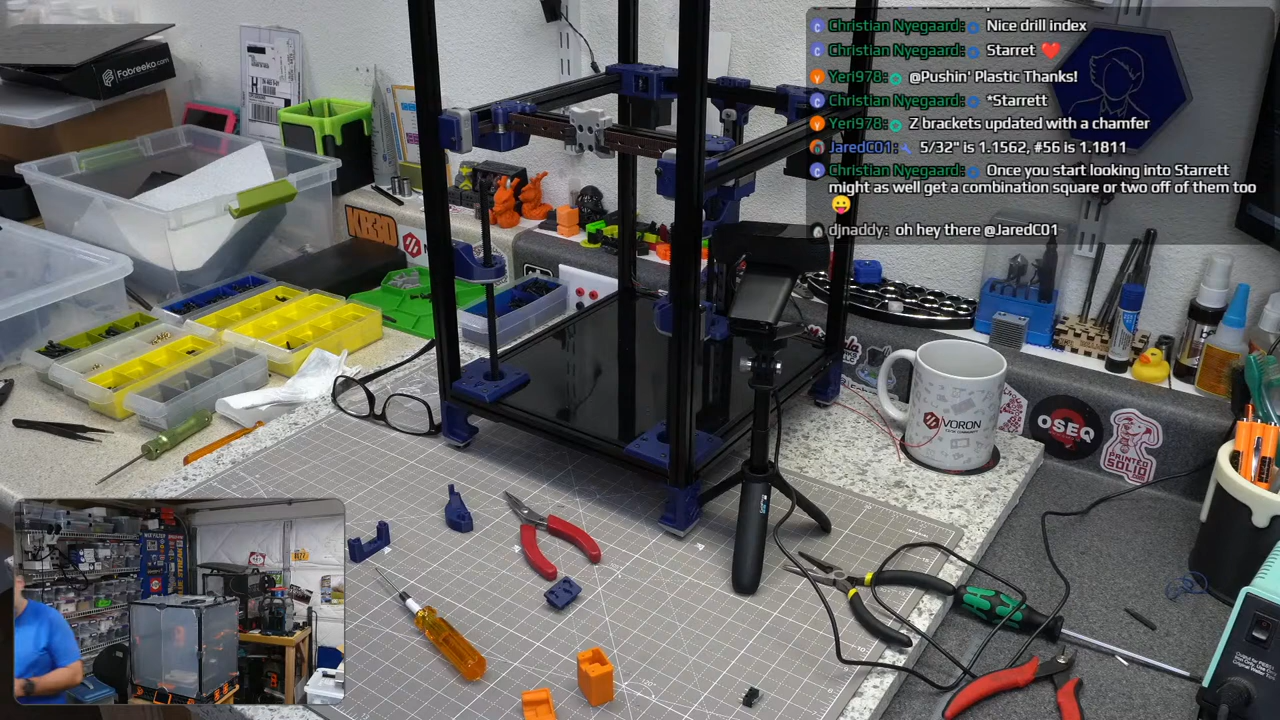 Christian Nyegaard: Nice drill index
Christian Nyegaard: Starret ❤️
Yeri978: @Pushin' Plastic Thanks!
Christian Nyegaard: *Starrett
Yeri978: Z brackets updated with a chamfer
JaredC01: 5/32" is 1.1562, #56 is 1.1811
Christian Nyegaard: Once you start looking into Starrett
might as well get a combination square or two off of them too
😛
djnaddy: oh hey there @JaredC01
Fabreeko.com
KB3D
VORON
OSEQ
PRINTED
SOLID